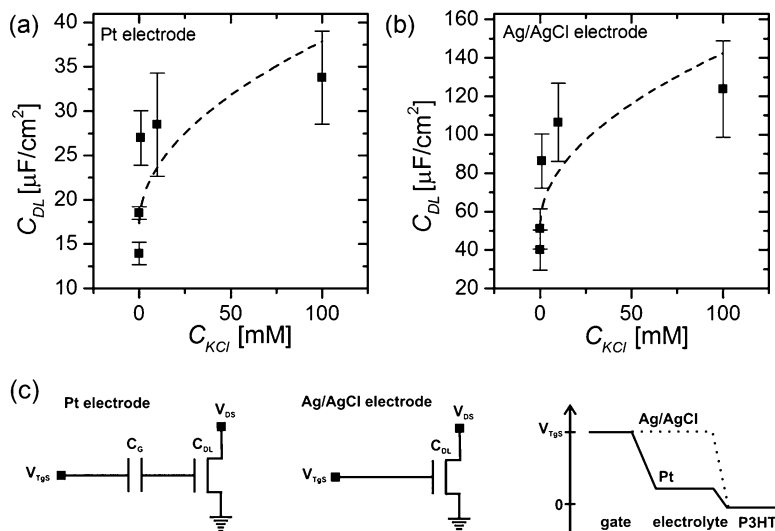 (a)
Pt electrode
40
35
30
25
20
15
10
C_DL [µF/cm²]
0
50
100
C_KCl [mM]
(b)
Ag/AgCl electrode
160
140
120
100
80
60
40
20
C_DL [µF/cm²]
0
50
100
C_KCl [mM]
(c)
Pt electrode
V_DS
C_G
C_DL
V_TgS
Ag/AgCl electrode
V_DS
C_DL
V_TgS
V_TgS
Ag/AgCl
Pt
0
gate electrolyte P3HT